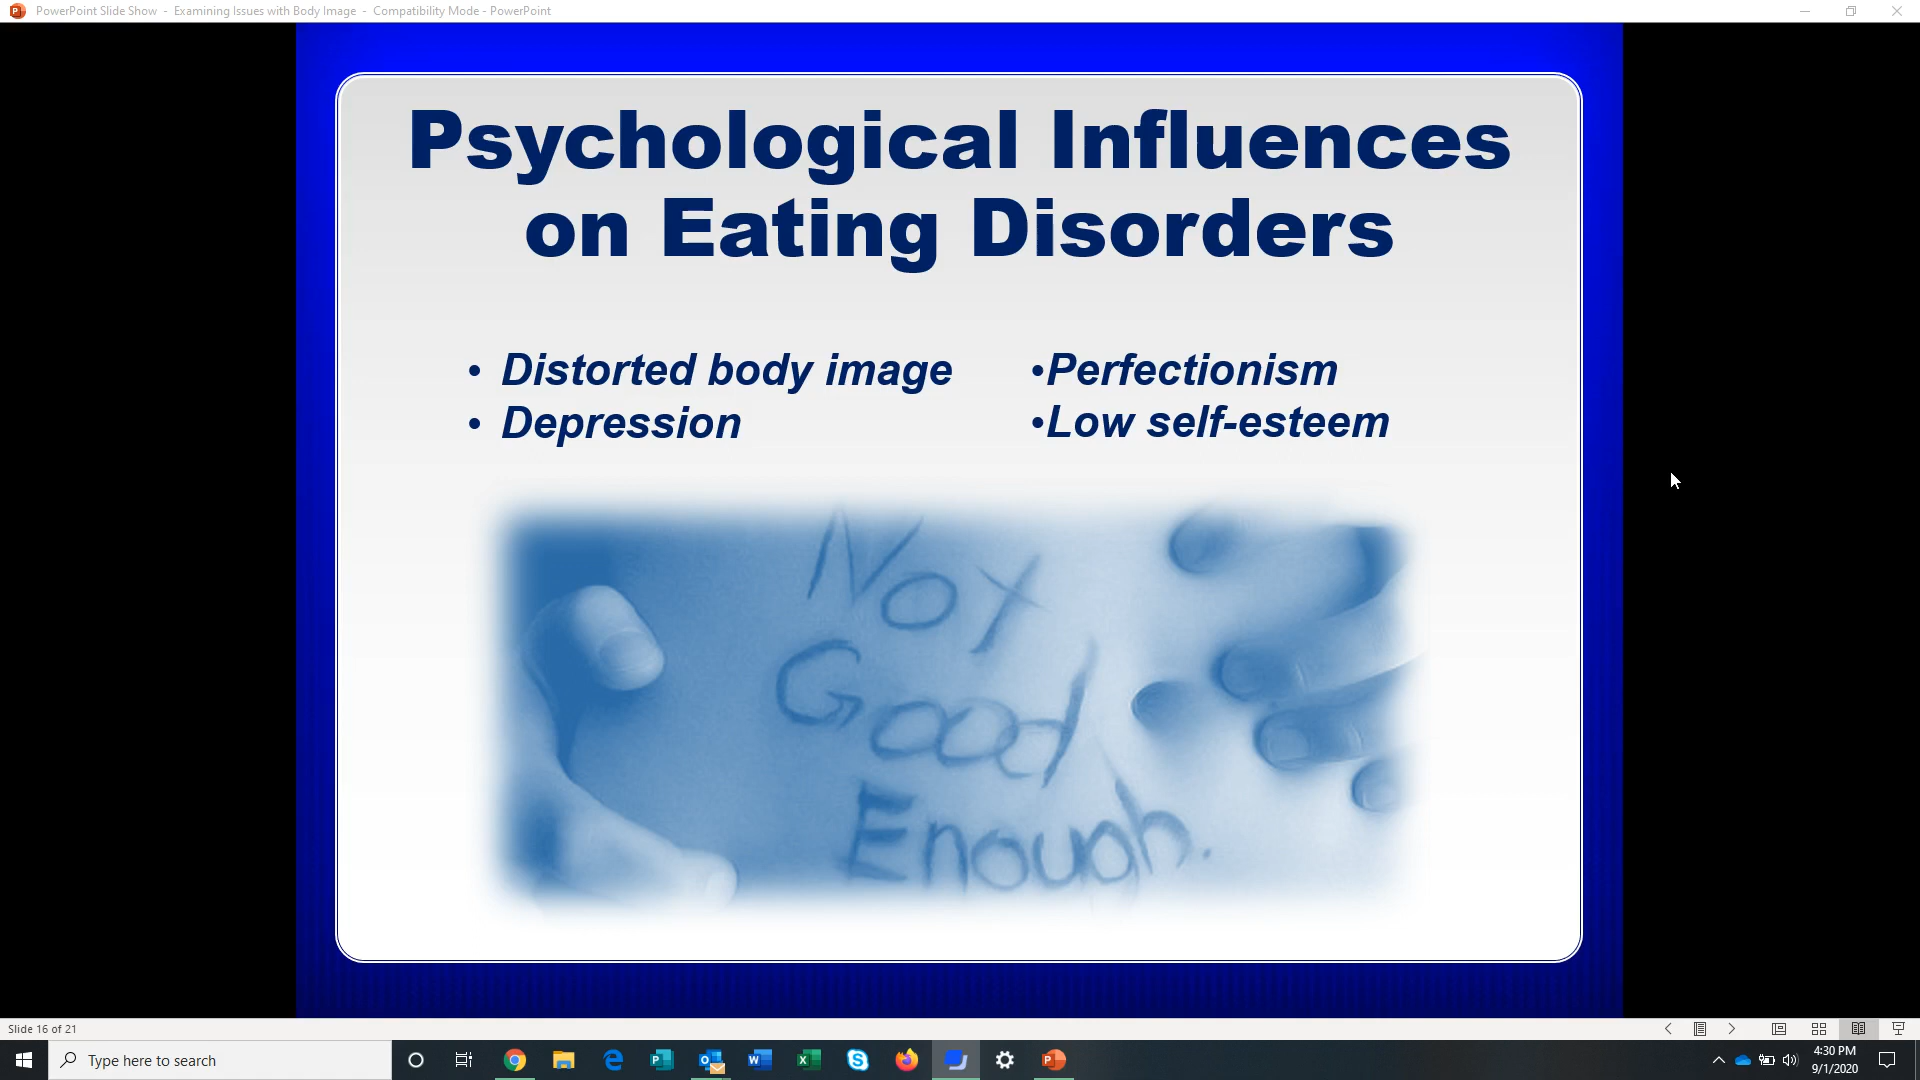 PowerPoint Slide Show - Examining Issues with Body Image - Compatibility Mode - PowerPoint
Psychological Influences
on Eating Disorders
• Distorted body image
• Depression
•Perfectionism
•Low self-esteem
Not
Good
Enough.
Slide 16 of 21
Type here to search
4:30 PM
9/1/2020